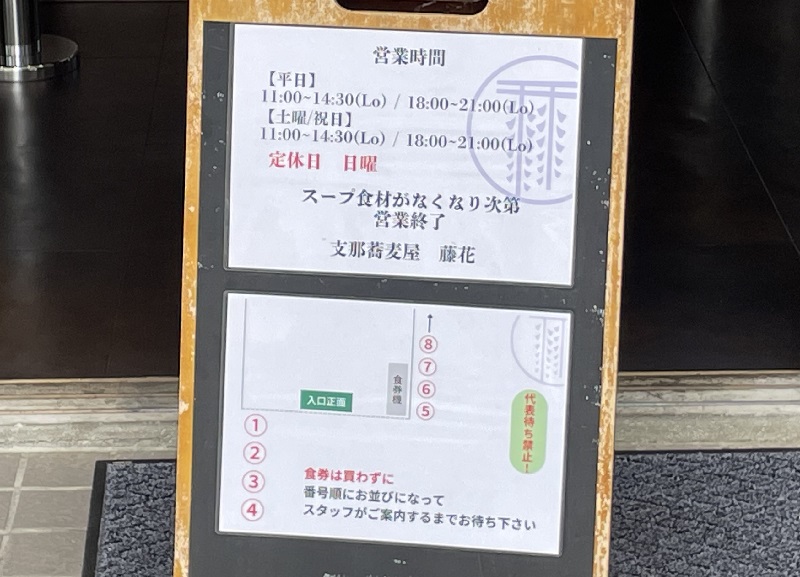 営業時間
【平日】
11:00~14:30(Lo) / 18:00~21:00(Lo)
【土曜/祝日】
11:00~14:30(Lo) / 18:00~21:00(Lo)
定休日　日曜
スープ食材がなくなり次第
営業終了
支那蕎麦屋　藤花
↑
⑧
⑦
⑥
⑤
食券機
入口正面
①
②
③
④
代表待ち禁止！
食券は買わずに
番号順にお並びになって
スタッフがご案内するまでお待ち下さい